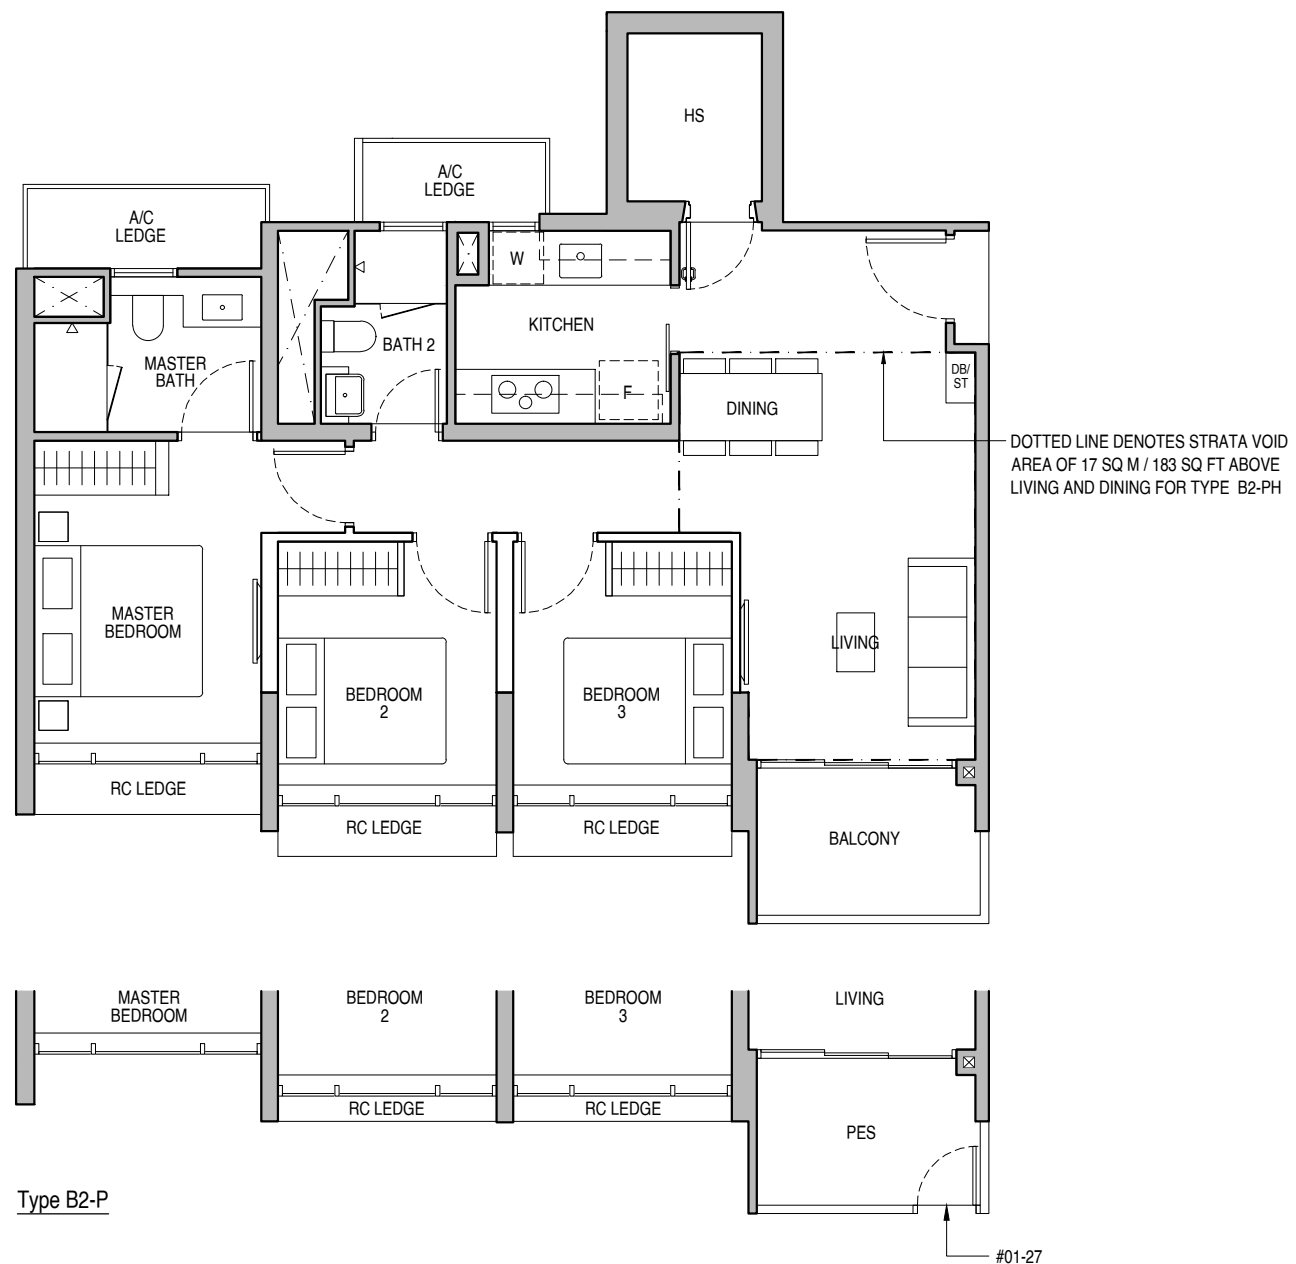 HS
A/C
LEDGE
A/C
LEDGE
W
KITCHEN
BATH 2
MASTER
BATH
F
DINING
DB/
ST
DOTTED LINE DENOTES STRATA VOID
AREA OF 17 SQ M / 183 SQ FT ABOVE
LIVING AND DINING FOR TYPE B2-PH
MASTER
BEDROOM
LIVING
BEDROOM
2
BEDROOM
3
RC LEDGE
RC LEDGE
RC LEDGE
BALCONY
MASTER
BEDROOM
BEDROOM
2
BEDROOM
3
LIVING
RC LEDGE
RC LEDGE
PES
Type B2-P
#01-27